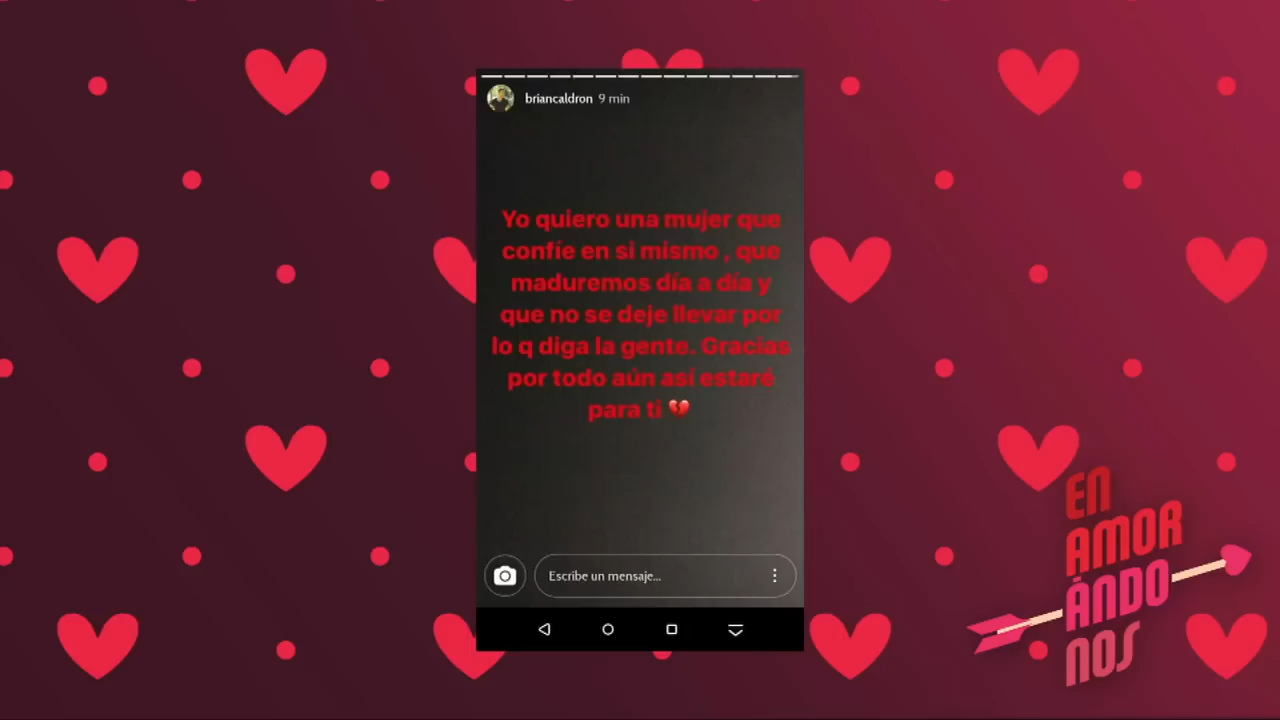 briancaldron 9 min
Yo quiero una mujer que
confíe en si mismo , que
maduremos día a día y
que no se deje llevar por
lo q diga la gente. Gracias
por todo aún así estaré
para ti 💔
Escribe un mensaje...
EN
AMOR
ÁNDO
NOS